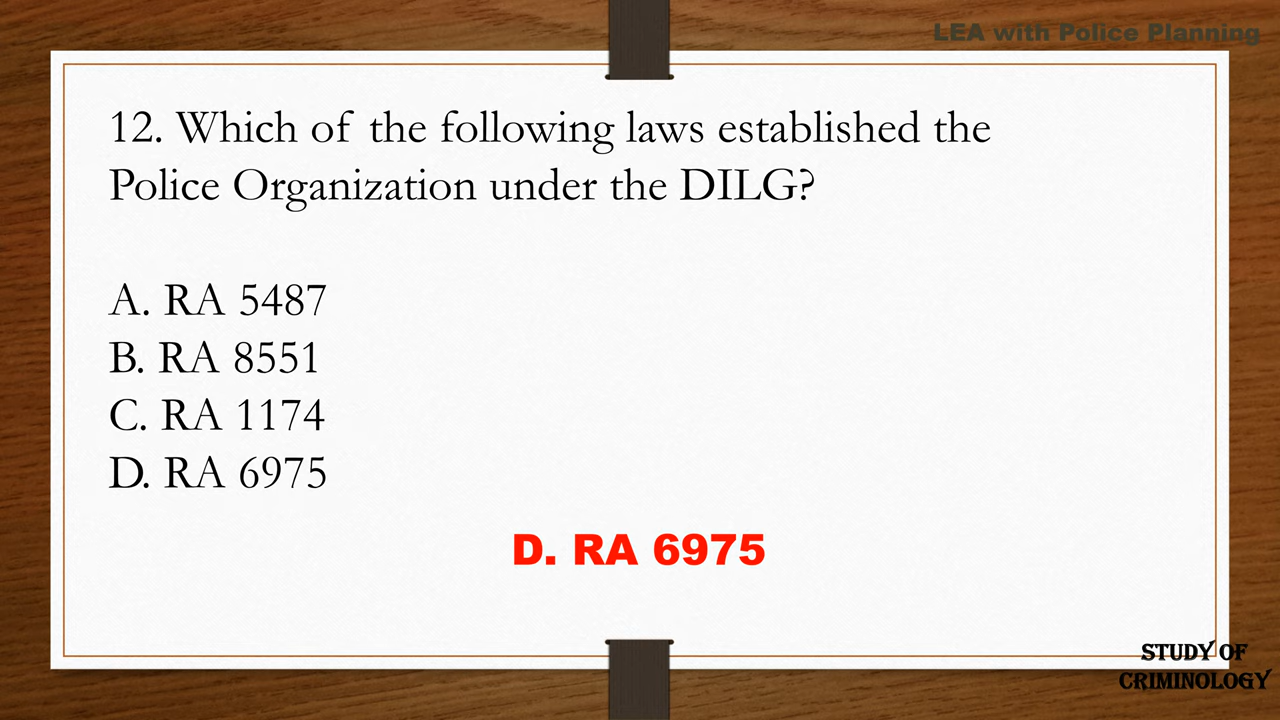 LEA with Police Planning
12. Which of the following laws established the
Police Organization under the DILG?
A. RA 5487
B. RA 8551
C. RA 1174
D. RA 6975
D. RA 6975
STUDY OF
CRIMINOLOGY